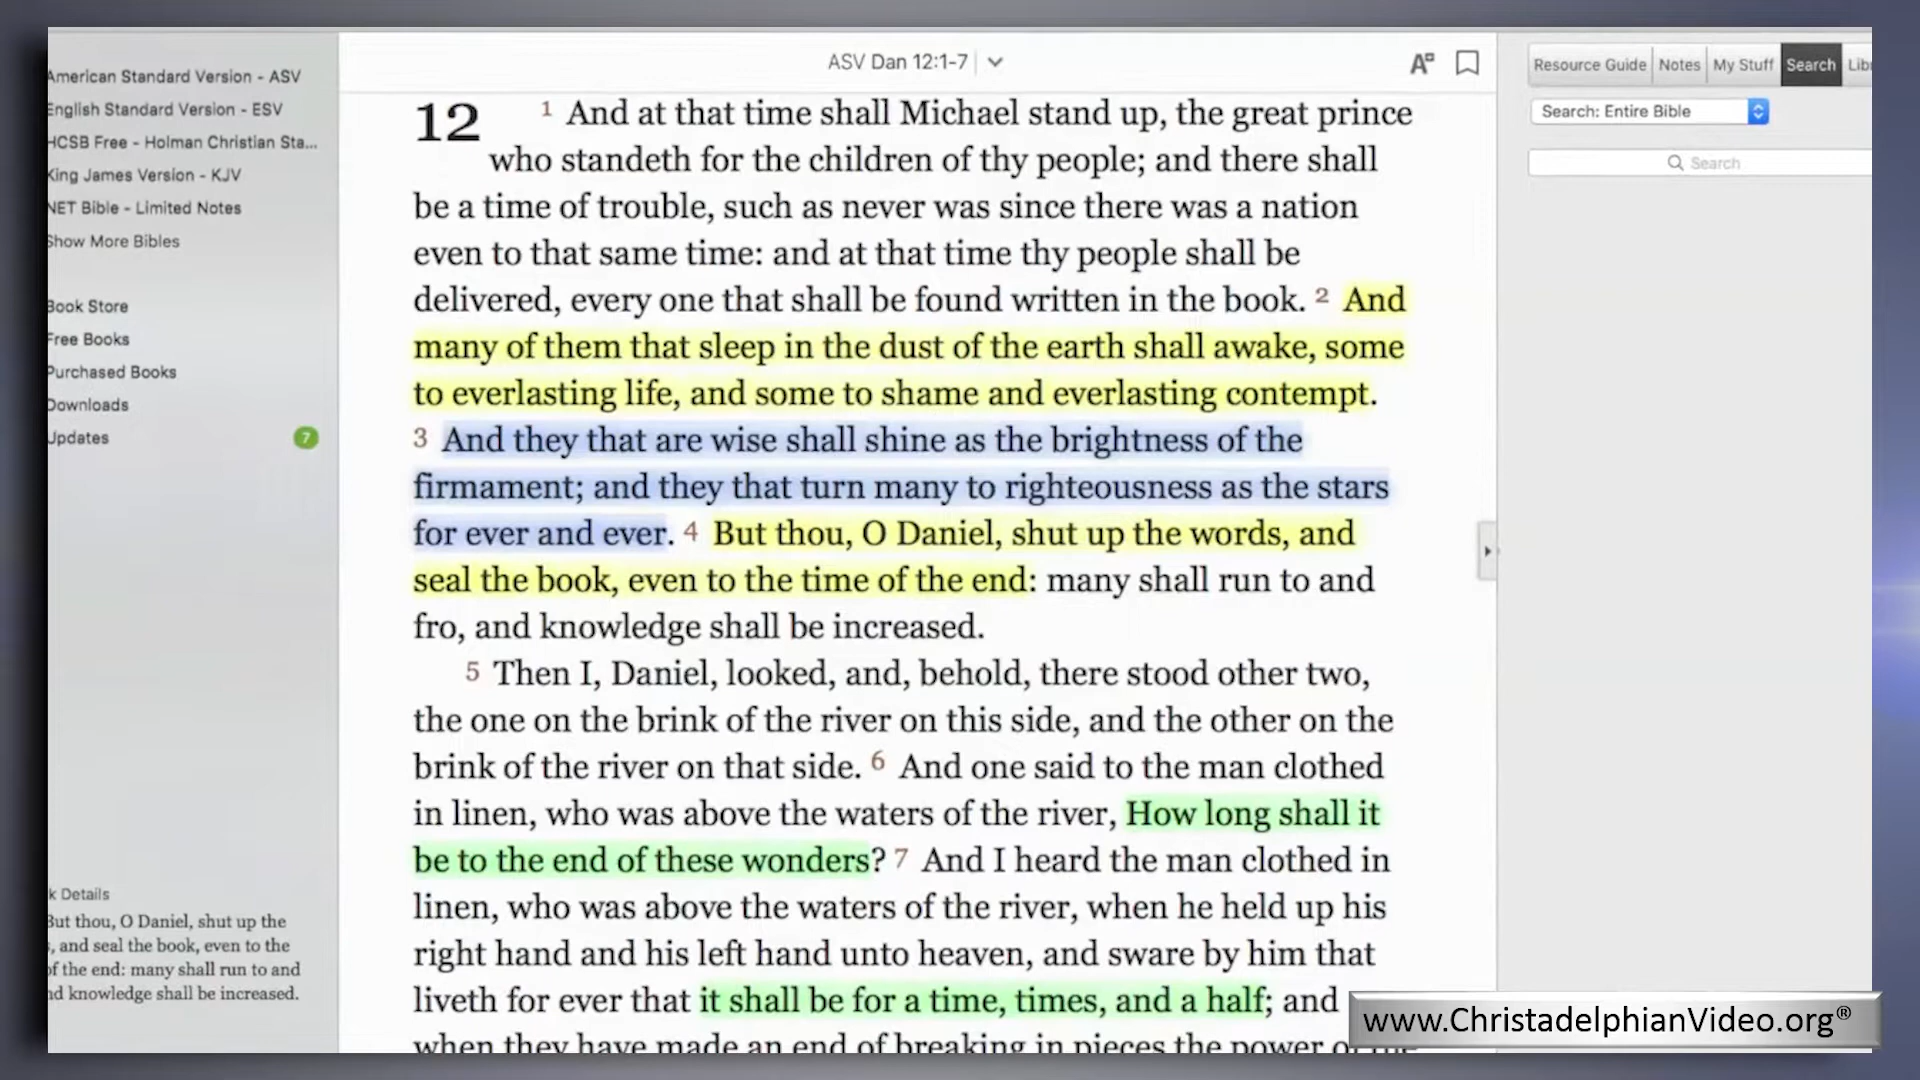 American Standard Version - ASV
English Standard Version - ESV
HCSB Free - Holman Christian Sta...
King James Version - KJV
NET Bible - Limited Notes
Show More Bibles
Book Store
Free Books
Purchased Books
Downloads
Updates
7
k Details
But thou, O Daniel, shut up the
, and seal the book, even to the
of the end: many shall run to and
nd knowledge shall be increased.
ASV Dan 12:1-7
12 1 And at that time shall Michael stand up, the great prince
who standeth for the children of thy people; and there shall
be a time of trouble, such as never was since there was a nation
even to that same time: and at that time thy people shall be
delivered, every one that shall be found written in the book. 2 And
many of them that sleep in the dust of the earth shall awake, some
to everlasting life, and some to shame and everlasting contempt.
3 And they that are wise shall shine as the brightness of the
firmament; and they that turn many to righteousness as the stars
for ever and ever. 4 But thou, O Daniel, shut up the words, and
seal the book, even to the time of the end: many shall run to and
fro, and knowledge shall be increased.
5 Then I, Daniel, looked, and, behold, there stood other two,
the one on the brink of the river on this side, and the other on the
brink of the river on that side. 6 And one said to the man clothed
in linen, who was above the waters of the river, How long shall it
be to the end of these wonders? 7 And I heard the man clothed in
linen, who was above the waters of the river, when he held up his
right hand and his left hand unto heaven, and sware by him that
liveth for ever that it shall be for a time, times, and a half; and
when they have made an end of breaking in pieces the power
Resource Guide Notes My Stuff Search
Search: Entire Bible
Search
www.ChristadelphianVideo.org®